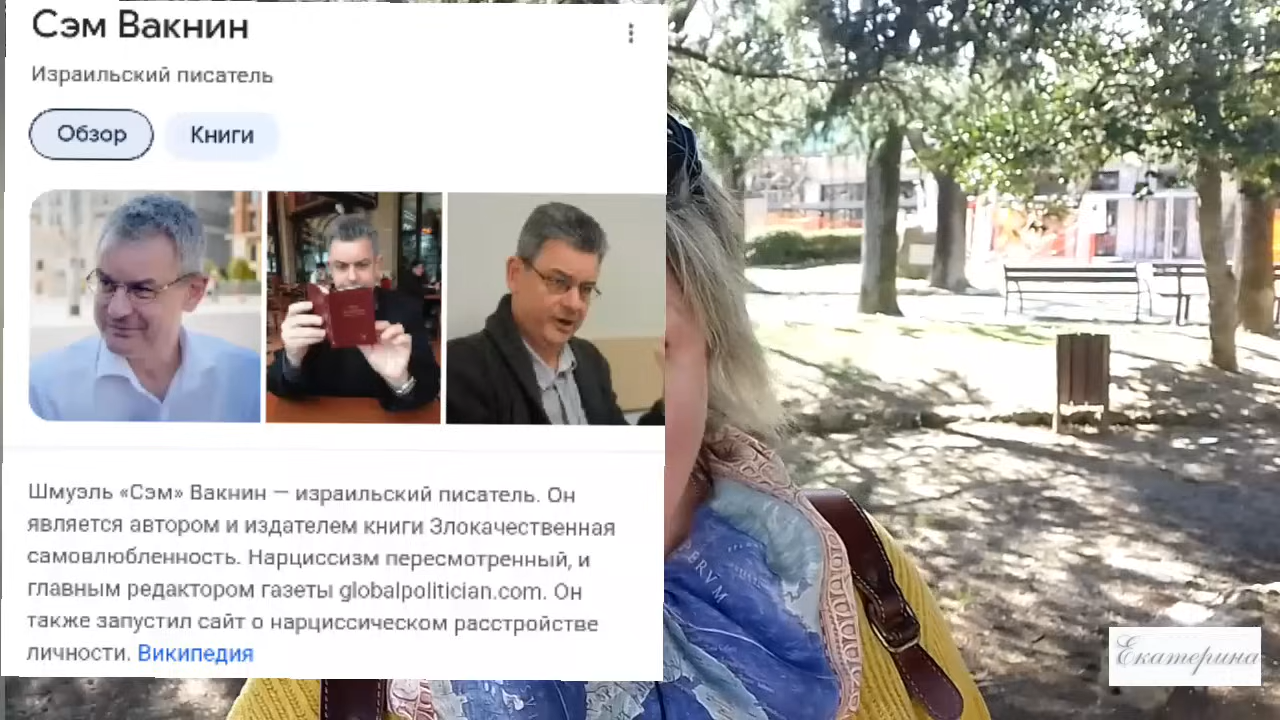 Сэм Вакнин
Израильский писатель
Обзор
Книги
Шмуэль «Сэм» Вакнин — израильский писатель. Он
является автором и издателем книги Злокачественная
самовлюбленность. Нарциссизм пересмотренный, и
главным редактором газеты globalpolitician.com. Он
также запустил сайт о нарциссическом расстройстве
личности. Википедия
Екатерина